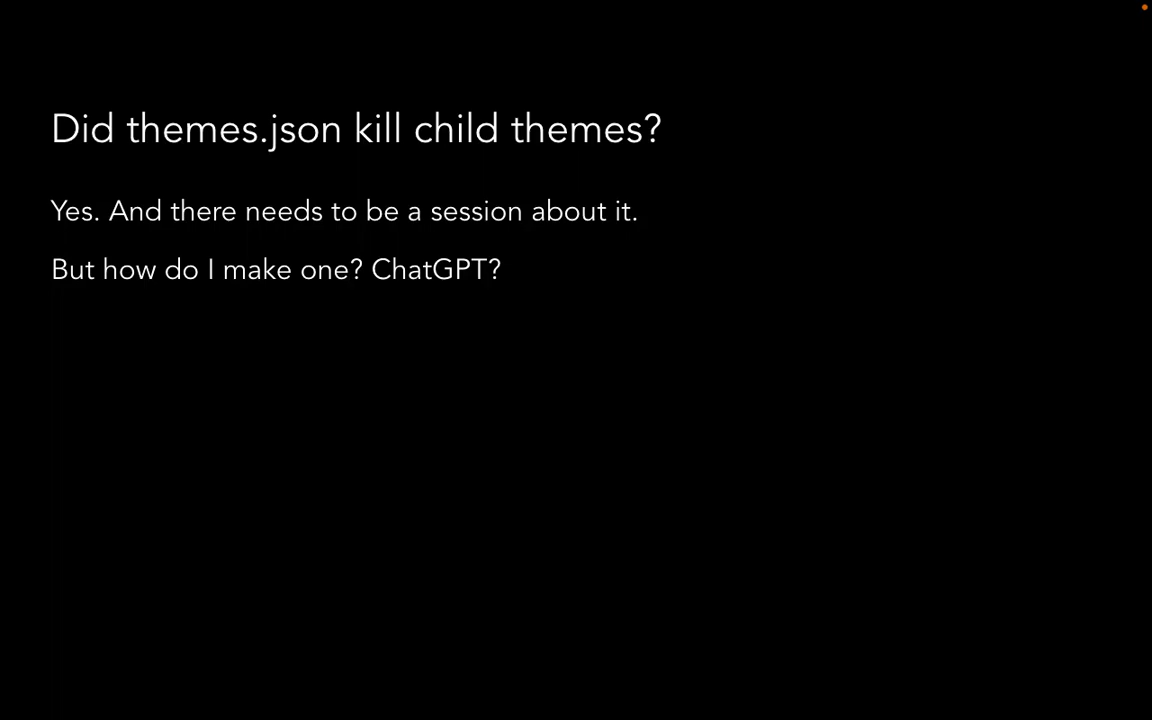 Did themes.json kill child themes?
Yes. And there needs to be a session about it.
But how do I make one? ChatGPT?